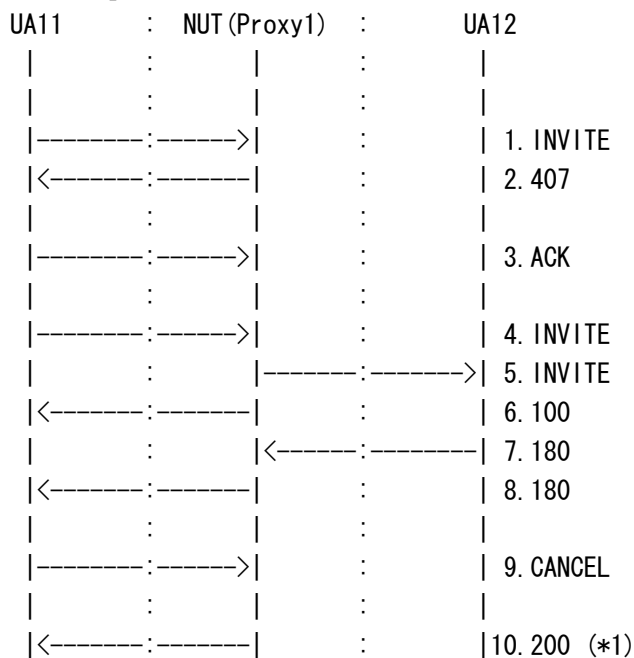 UA11       :  NUT(Proxy1)  :       UA12
 |         :       |       :        |
 |         :       |       :        |
 |---------:------>|       :        | 1. INVITE
 |<--------:-------|       :        | 2. 407
 |         :       |       :        |
 |---------:------>|       :        | 3. ACK
 |         :       |       :        |
 |---------:------>|       :        | 4. INVITE
 |         :       |-------:------->| 5. INVITE
 |<--------:-------|       :        | 6. 100
 |         :       |<------:--------| 7. 180
 |<--------:-------|       :        | 8. 180
 |         :       |       :        |
 |---------:------>|       :        | 9. CANCEL
 |         :       |       :        |
 |<--------:-------|       :        |10. 200 (*1)